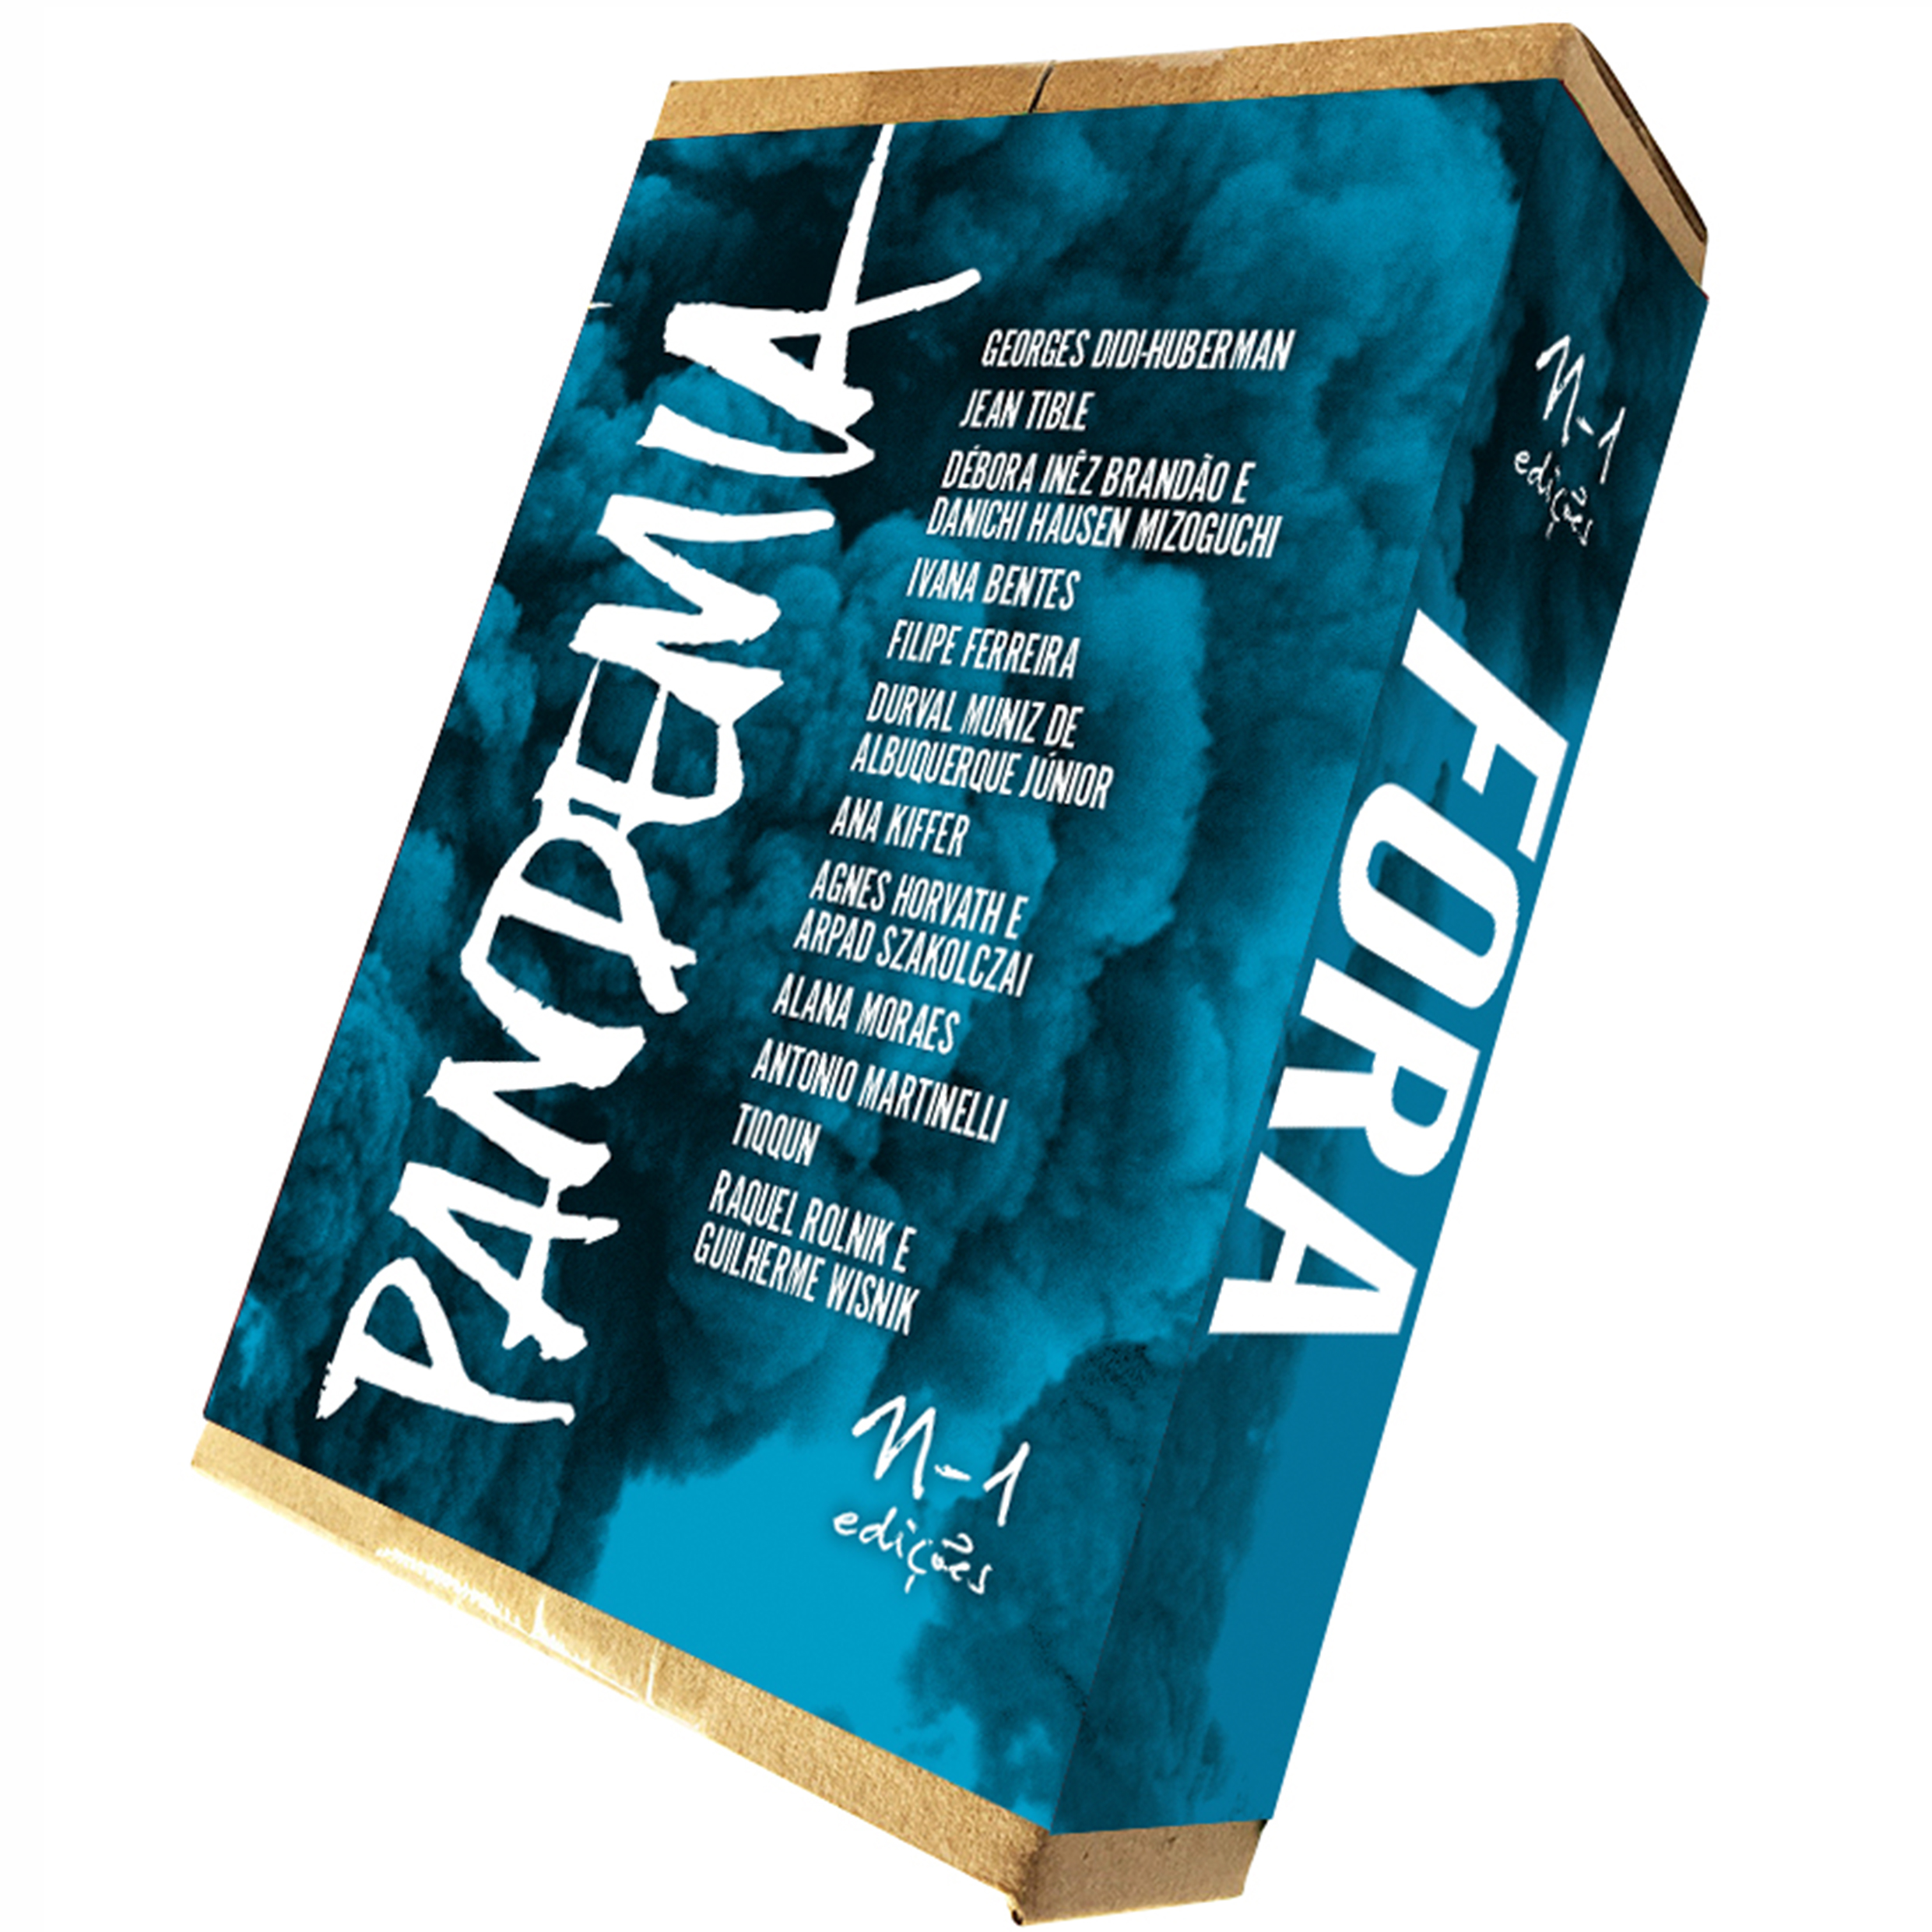 PANDEMIA
GEORGES DIDI-HUBERMAN
JEAN TIBLE
DÉBORA INÊZ BRANDÃO E
DANICHI HAUSEN MIZOGUCHI
IVANA BENTES
FILIPE FERREIRA
DURVAL MUNIZ DE
ALBUQUERQUE JÚNIOR
ANA KIFFER
AGNES HORVATH E
ARPAD SZAKOLCZAI
ALANA MORAES
ANTONIO MARTINELLI
TIQQUN
RAQUEL ROLNIK E
GUILHERME WISNIK
n-1
edições
n-1
edições
FORA